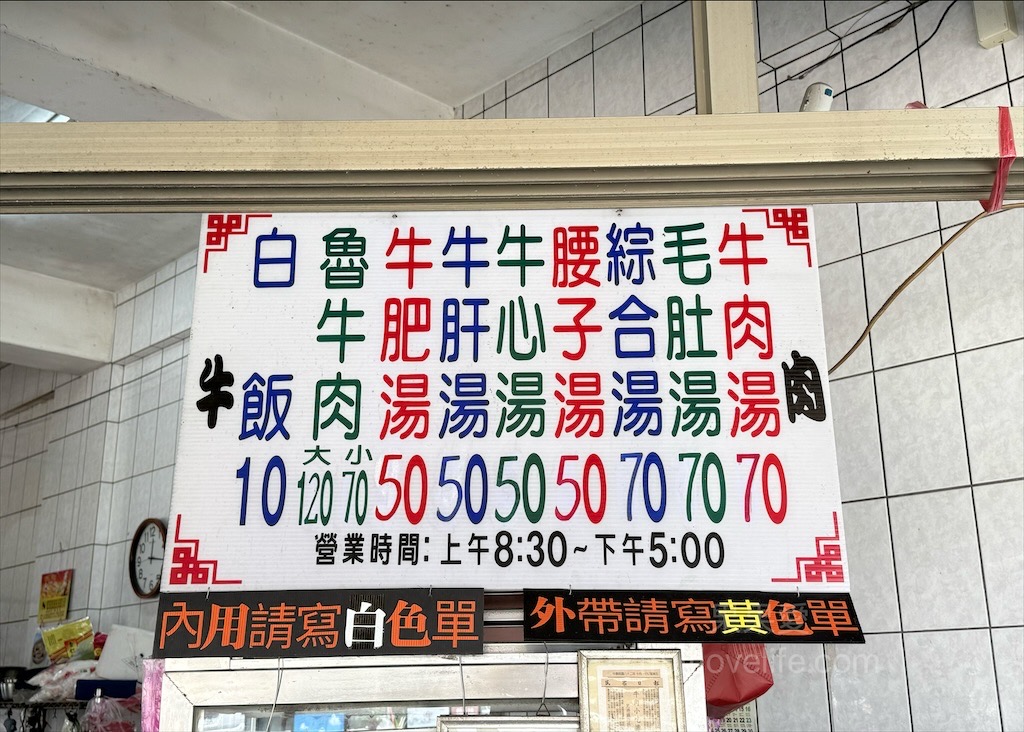 牛肉
牛肉湯 70
毛肚湯 70
綜合湯 70
腰子湯 50
牛心湯 50
牛肝湯 50
牛肥湯 50
魯牛肉 大120 小70
白飯 10
營業時間：上午8:30~下午5:00
內用請寫白色單
外帶請寫黃色單